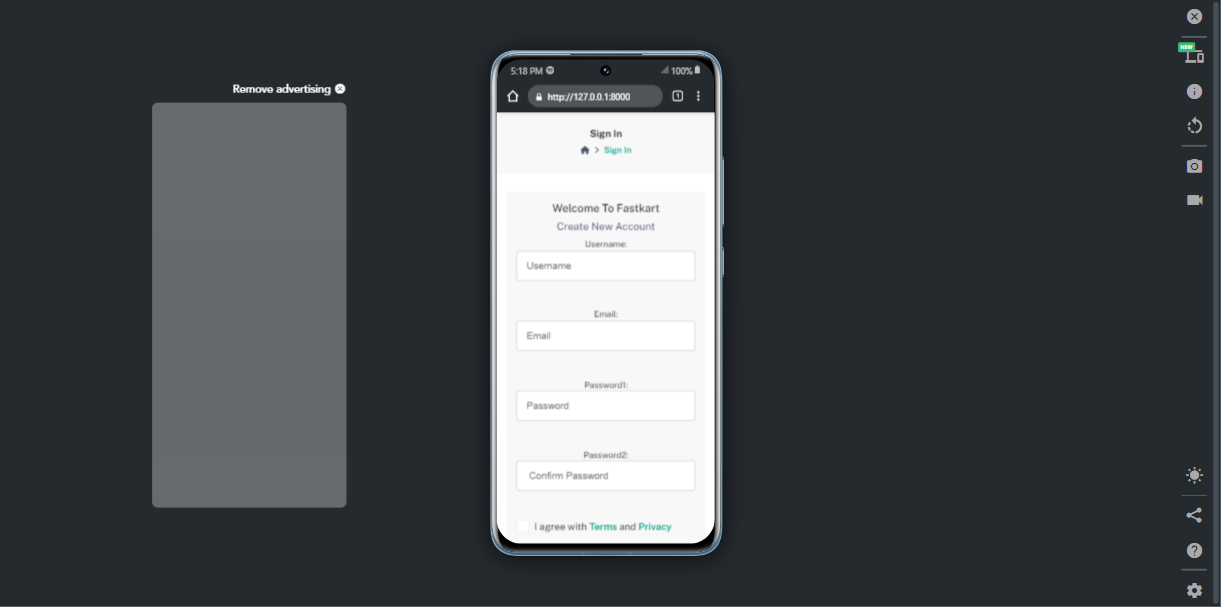 NEW
Remove advertising
5:18 PM
100%
http://127.0.0.1:8000
1
Sign In
Sign In
Welcome To Fastkart
Create New Account
Username:
Username
Email:
Email
Password1:
Password
Password2:
Confirm Password
I agree with Terms and Privacy